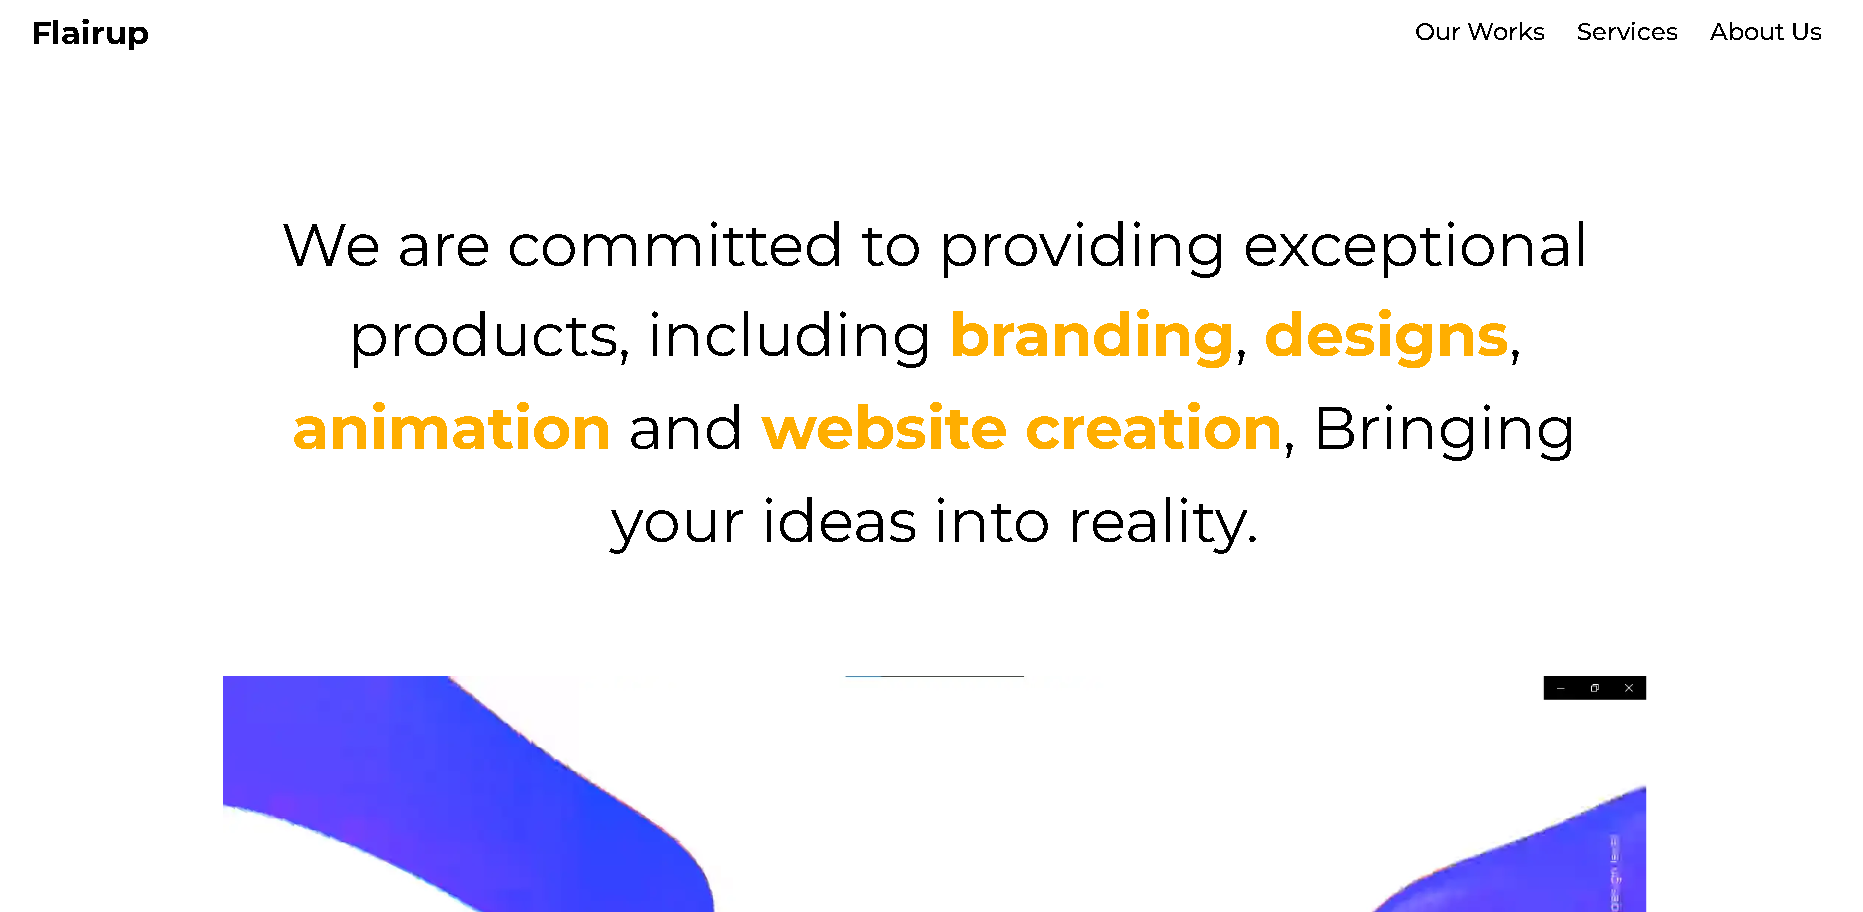 Flairup
Our Works Services About Us
We are committed to providing exceptional
products, including branding, designs,
animation and website creation, Bringing
your ideas into reality.
design